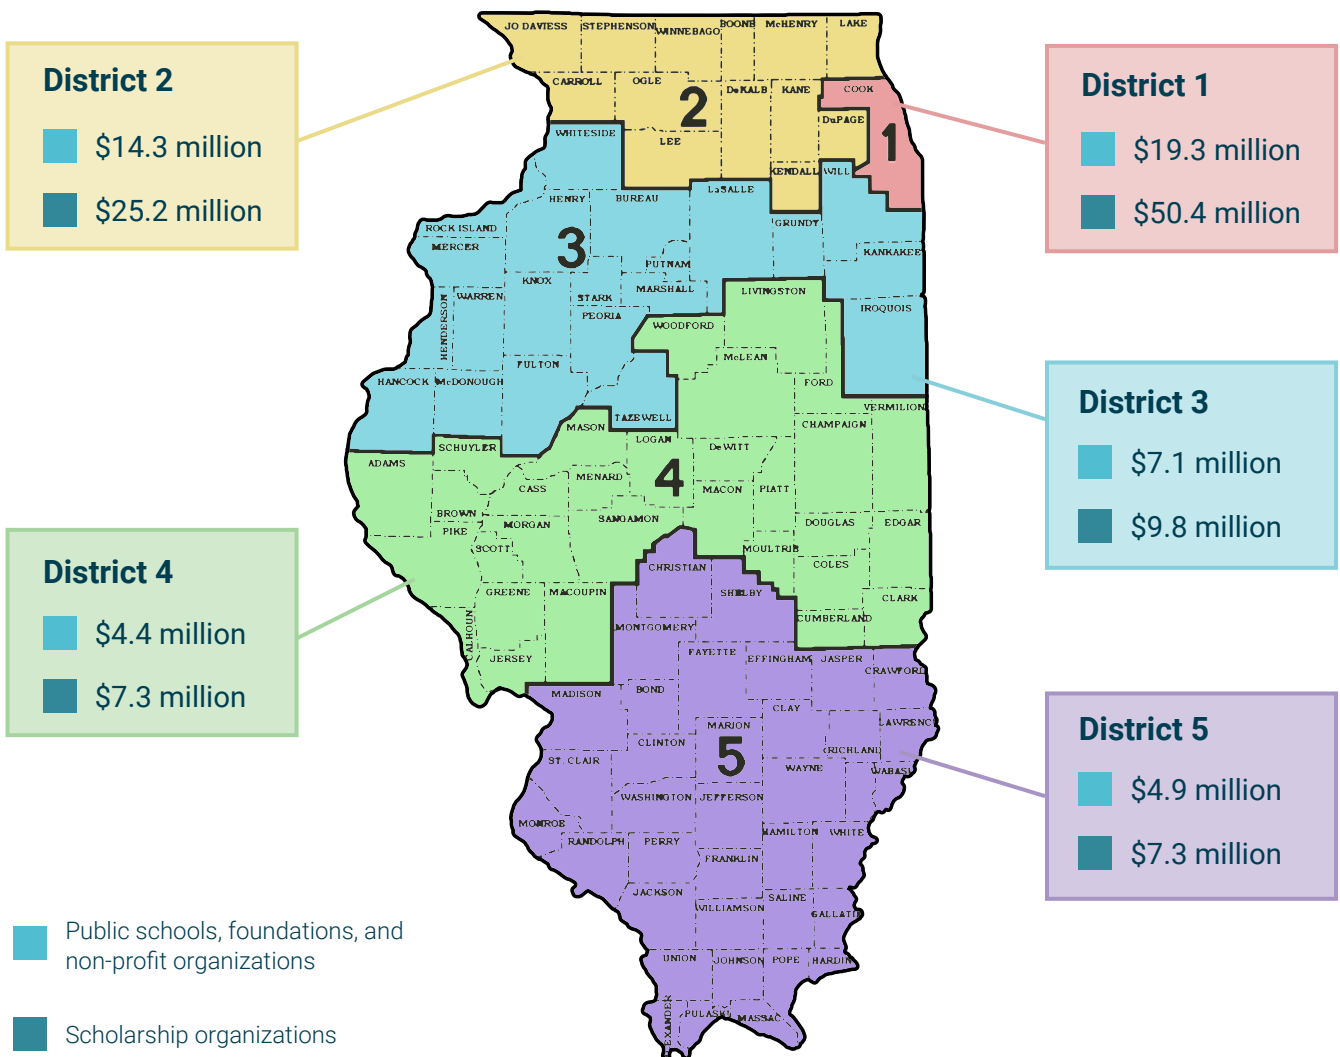 District 2
$14.3 million
$25.2 million
District 1
$19.3 million
$50.4 million
District 3
$7.1 million
$9.8 million
District 4
$4.4 million
$7.3 million
District 5
$4.9 million
$7.3 million
Public schools, foundations, and
non-profit organizations
Scholarship organizations
JO DAVIESS
STEPHENSON
WINNEBAGO
BOONE
McHENRY
LAKE
CARROLL
OGLE
2
DeKALB
KANE
COOK
DuPAGE
1
LEE
KENDALL
WILL
WHITESIDE
LaSALLE
HENRY
BUREAU
GRUNDY
ROCK ISLAND
MERCER
3
KANKAKEE
PUTNAM
KNOX
MARSHALL
LIVINGSTON
HENDERSON
WARREN
STARK
PEORIA
IROQUOIS
WOODFORD
McLEAN
FULTON
HANCOCK
McDONOUGH
FORD
TAZEWELL
VERMILION
MASON
CHAMPAIGN
LOGAN
SCHUYLER
DeWITT
ADAMS
4
MENARD
CASS
MACON
PIATT
BROWN
PIKE
MORGAN
SANGAMON
DOUGLAS
EDGAR
SCOTT
MOULTRIE
CHRISTIAN
COLES
GREENE
MACOUPIN
SHELBY
CLARK
CALHOUN
CUMBERLAND
MONTGOMERY
JERSEY
FAYETTE
EFFINGHAM
JASPER
CRAWFORD
MADISON
BOND
CLAY
MARION
LAWRENC
CLINTON
5
RICHLAND
ST. CLAIR
WAYNE
WABASH
WASHINGTON
JEFFERSON
MONROE
RANDOLPH
PERRY
HAMILTON
WHITE
FRANKLIN
JACKSON
SALINE
WILLIAMSON
GALLATIN
UNION
JOHNSON
POPE
HARDIN
EXANDER
PULASKI
MASSAC